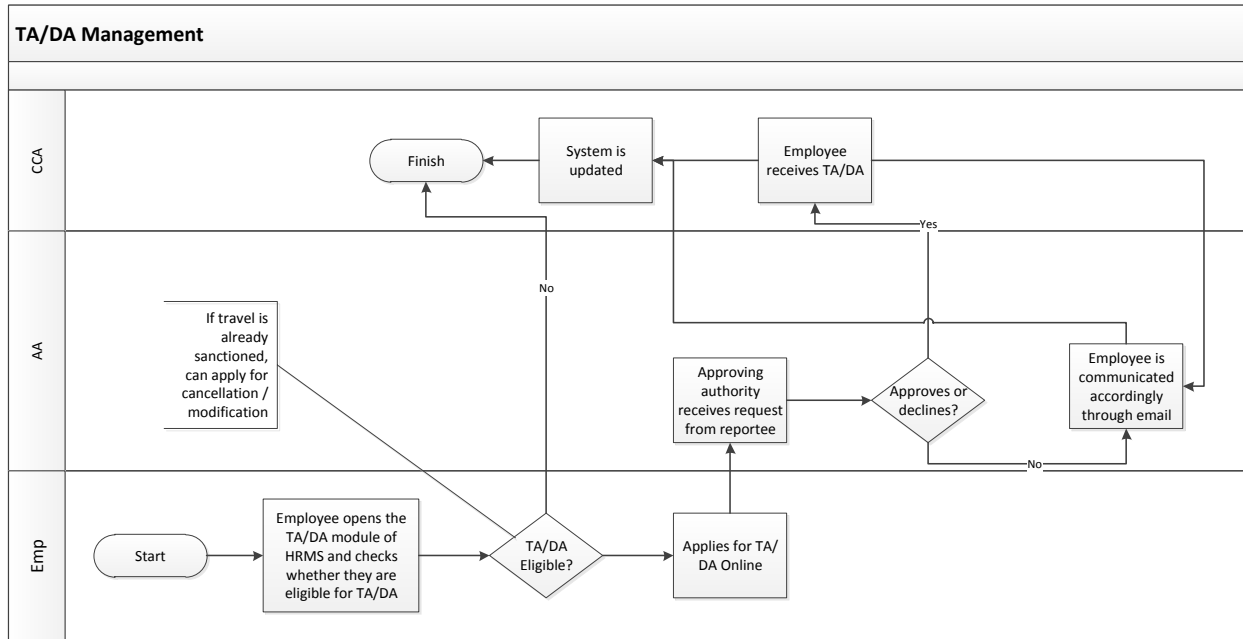 TA/DA Management
CCA
Finish
System is
updated
Employee
receives TA/DA
Yes
No
AA
If travel is
already
sanctioned,
can apply for
cancellation /
modification
Approving
authority
receives request
from reportee
Approves or
declines?
Employee is
communicated
accordingly
through email
No
Emp
Start
Employee opens the
TA/DA module of
HRMS and checks
whether they are
eligible for TA/DA
TA/DA
Eligible?
Applies for TA/
DA Online